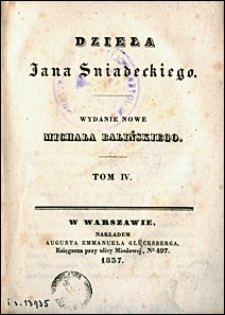 DZIEŁA
Jana Sniadeckiego.
WYDANIE NOWE
MICHAŁA BALIŃSKIEGO.
TOM IV.
W WARSZAWIE,
NAKŁADEM
AUGUSTA EMMANUELA GLÜCKSBERGA,
Księgarza przy ulicy Miodowej, Nº 497.
1837.